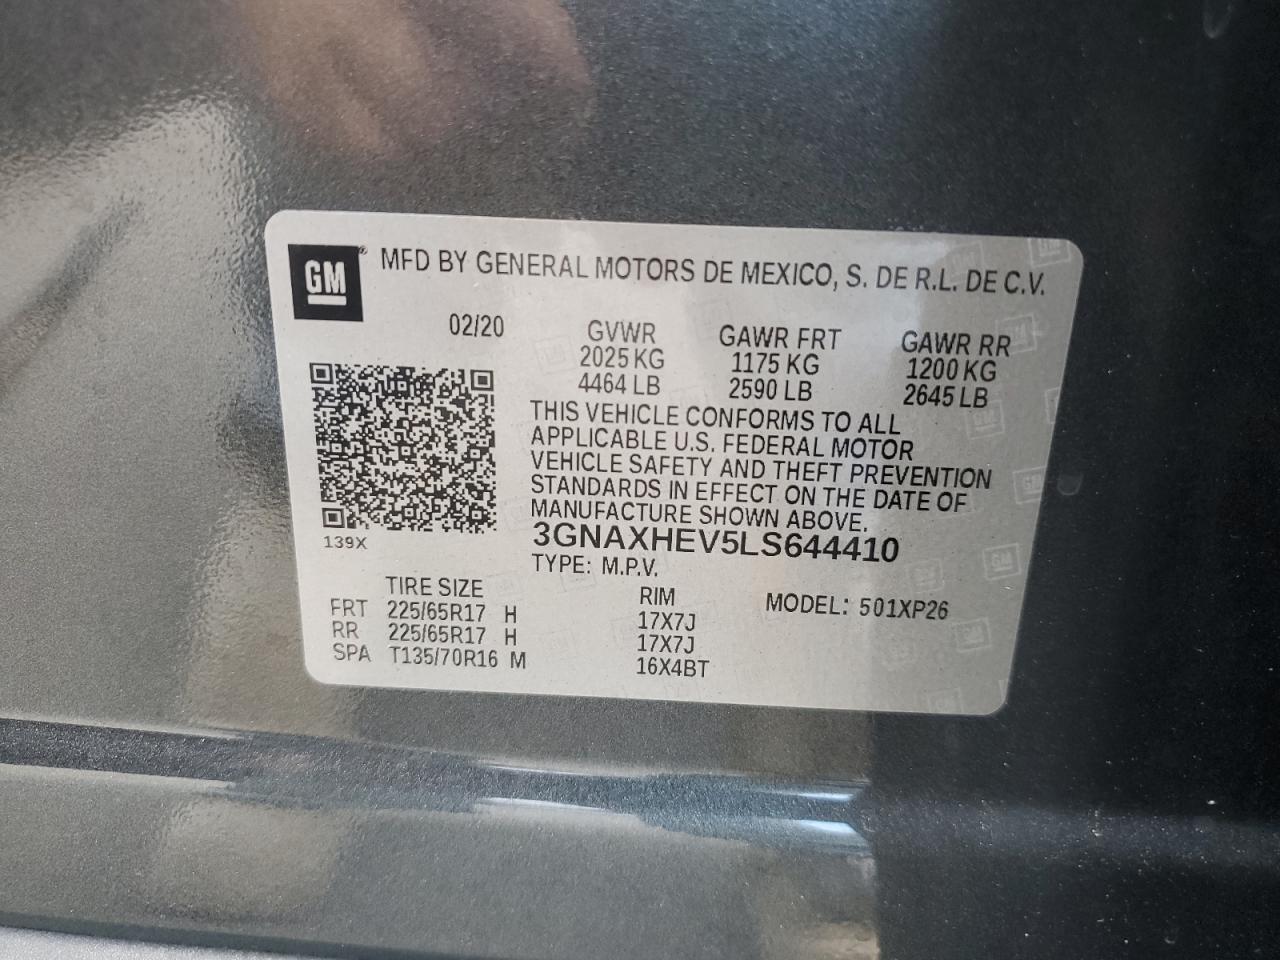 GM® MFD BY GENERAL MOTORS DE MEXICO, S. DE R.L. DE C.V.
02/20
GVWR GAWR FRT GAWR RR
2025 KG 1175 KG 1200 KG
4464 LB 2590 LB 2645 LB
THIS VEHICLE CONFORMS TO ALL
APPLICABLE U.S. FEDERAL MOTOR
VEHICLE SAFETY AND THEFT PREVENTION
STANDARDS IN EFFECT ON THE DATE OF
MANUFACTURE SHOWN ABOVE.
139X
3GNAXHEV5LS644410
TYPE: M.P.V.
TIRE SIZE RIM MODEL: 501XP26
FRT 225/65R17 H 17X7J
RR 225/65R17 H 17X7J
SPA T135/70R16 M 16X4BT